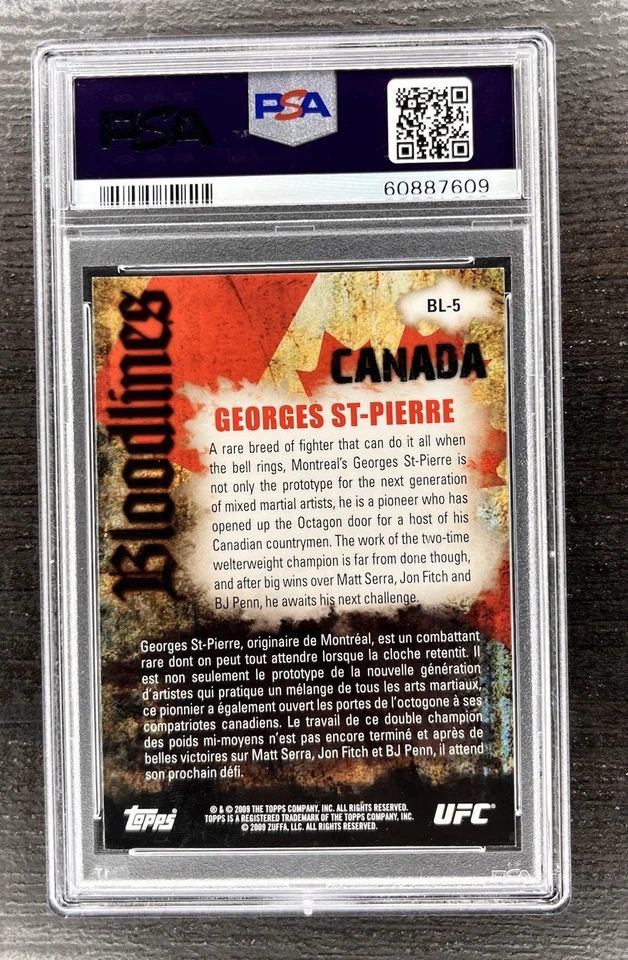 PSA
PSA
60887609
Bloodlines
BL-5
CANADA
GEORGES ST-PIERRE
A rare breed of fighter that can do it all when
the bell rings, Montreal's Georges St-Pierre is
not only the prototype for the next generation
of mixed martial artists, he is a pioneer who has
opened up the Octagon door for a host of his
Canadian countrymen. The work of the two-time
welterweight champion is far from done though,
and after big wins over Matt Serra, Jon Fitch and
BJ Penn, he awaits his next challenge.
Georges St-Pierre, originaire de Montréal, est un combattant
rare dont on peut tout attendre lorsque la cloche retentit. Il
est non seulement le prototype de la nouvelle génération
d'artistes qui pratique un mélange de tous les arts martiaux,
ce pionnier a également ouvert les portes de l'octogone à ses
compatriotes canadiens. Le travail de ce double champion
des poids mi-moyens n'est pas encore terminé et après de
belles victoires sur Matt Serra, Jon Fitch et BJ Penn, il attend
son prochain défi.
Topps
® & © 2009 THE TOPPS COMPANY, INC. ALL RIGHTS RESERVED.
TOPPS IS A REGISTERED TRADEMARK OF THE TOPPS COMPANY, INC.
© 2009 ZUFFA, LLC. ALL RIGHTS RESERVED.
UFC®
PSA